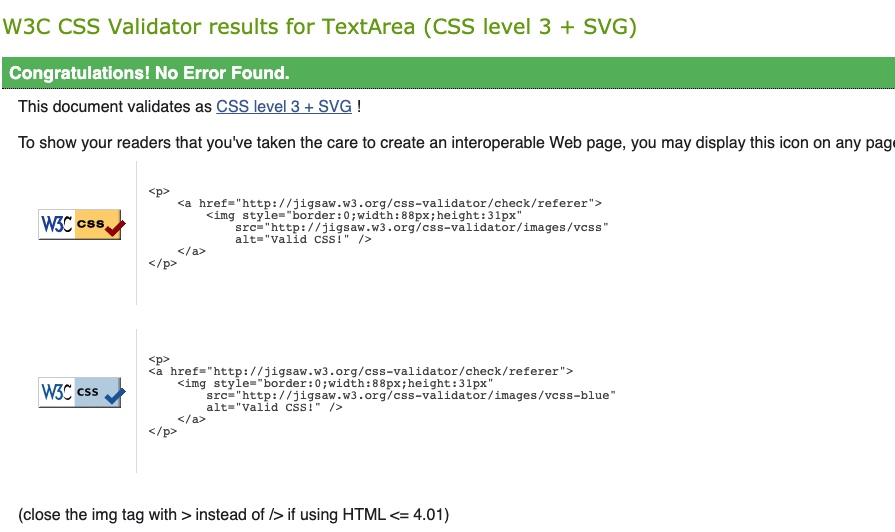 W3C CSS Validator results for TextArea (CSS level 3 + SVG)
Congratulations! No Error Found.
This document validates as CSS level 3 + SVG !
To show your readers that you've taken the care to create an interoperable Web page, you may display this icon on any page
W3C css
<p>
    <a href="http://jigsaw.w3.org/css-validator/check/referer">
        <img style="border:0;width:88px;height:31px"
            src="http://jigsaw.w3.org/css-validator/images/vcss"
            alt="Valid CSS!" />
    </a>
</p>
W3C css
<p>
<a href="http://jigsaw.w3.org/css-validator/check/referer">
    <img style="border:0;width:88px;height:31px"
        src="http://jigsaw.w3.org/css-validator/images/vcss-blue"
        alt="Valid CSS!" />
    </a>
</p>
(close the img tag with > instead of /> if using HTML <= 4.01)